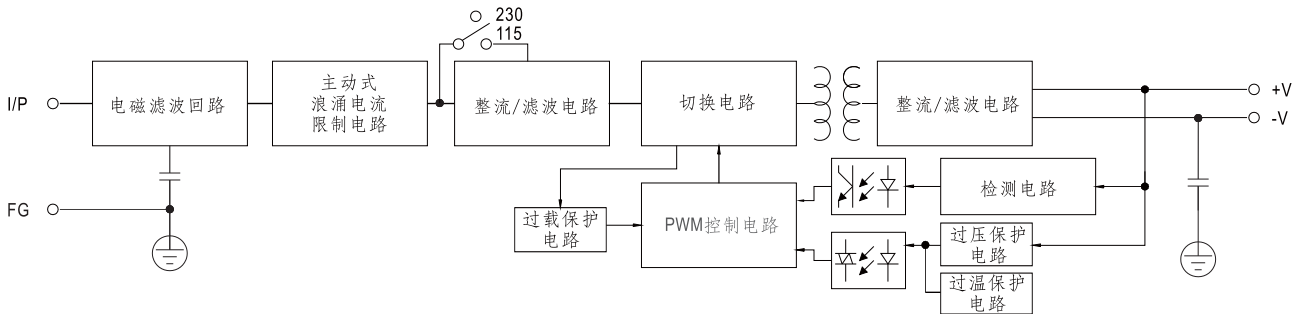 230
115
I/P
电磁滤波回路
主动式
浪涌电流
限制电路
整流/滤波电路
切换电路
整流/滤波电路
+V
-V
FG
过载保护
电路
PWM控制电路
检测电路
过压保护
电路
过温保护
电路